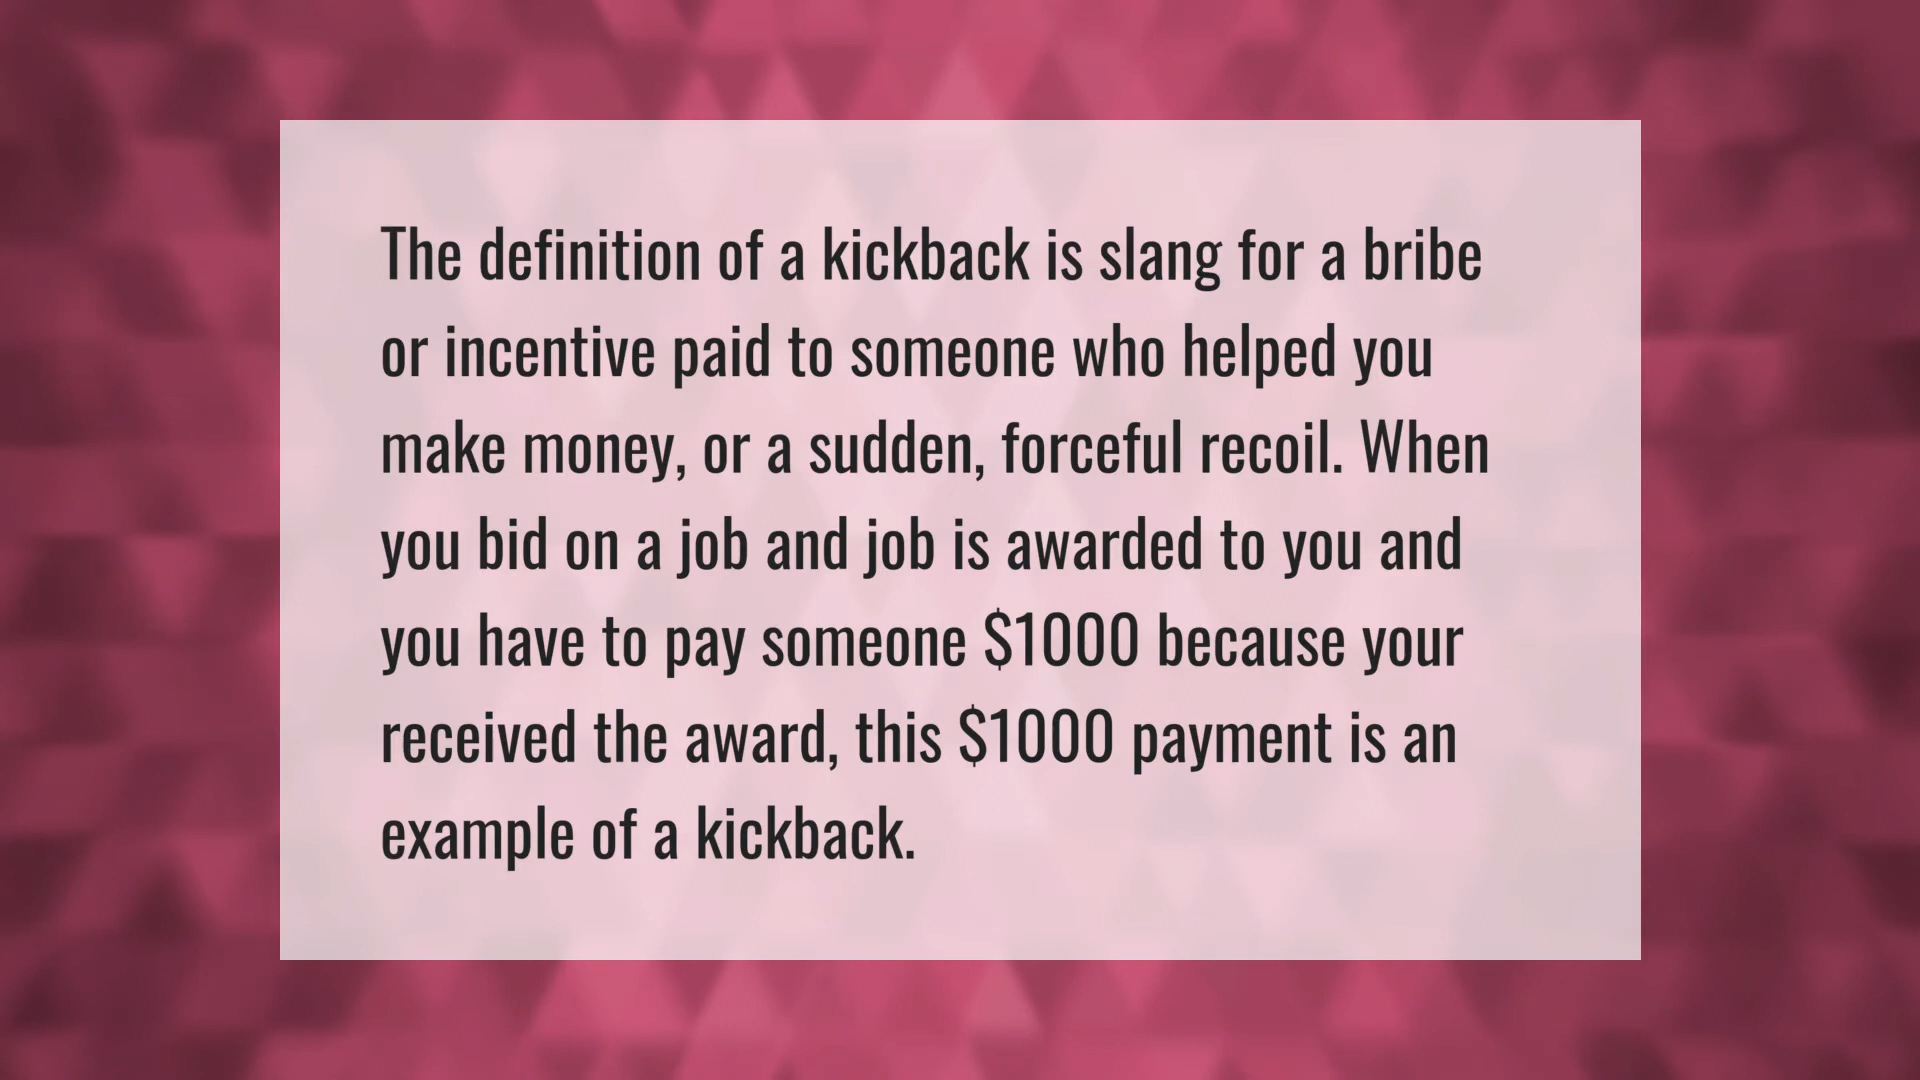 The definition of a kickback is slang for a bribe
or incentive paid to someone who helped you
make money, or a sudden, forceful recoil. When
you bid on a job and job is awarded to you and
you have to pay someone $1000 because your
received the award, this $1000 payment is an
example of a kickback.